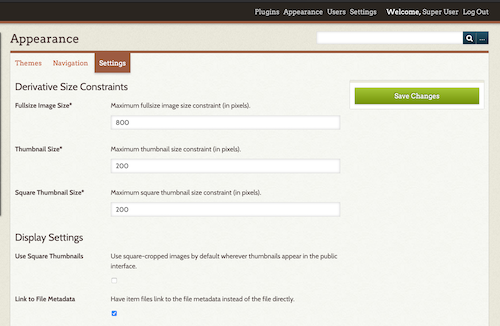 Plugins Appearance Users Settings Welcome, Super User Log Out
Appearance
...
Themes Navigation Settings
Derivative Size Constraints
Save Changes
Fullsize Image Size* Maximum fullsize image size constraint (in pixels).
800
Thumbnail Size* Maximum thumbnail size constraint (in pixels).
200
Square Thumbnail Size* Maximum square thumbnail size constraint (in pixels).
200
Display Settings
Use Square Thumbnails Use square-cropped images by default wherever thumbnails appear in the public
interface.
Link to File Metadata Have item files link to the file metadata instead of the file directly.